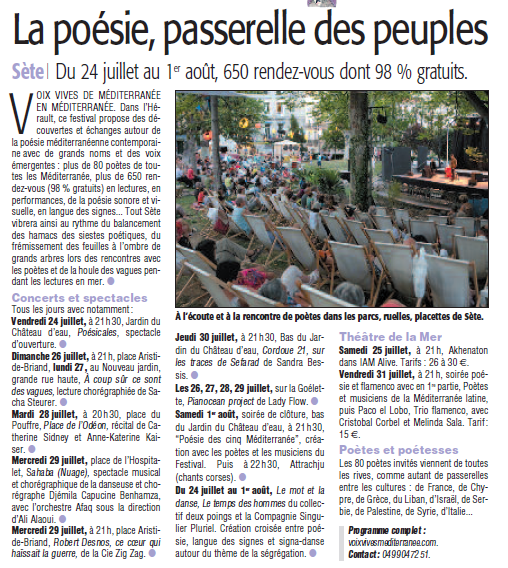 La poésie, passerelle des peuples
Sète | Du 24 juillet au 1er août, 650 rendez-vous dont 98 % gratuits.
VOIX VIVES DE MÉDITERRANÉE
EN MÉDITERRANÉE. Dans l'Hé-
rault, ce festival propose des dé-
couvertes et échanges autour de
la poésie méditerranéenne contemporai-
ne avec de grands noms et des voix
émergentes : plus de 80 poètes de tou-
tes les Méditerranée, plus de 650 ren-
dez-vous (98 % gratuits) en lectures, en
performances, de la poésie sonore et vi-
suelle, en langue des signes... Tout Sète
vibrera ainsi au rythme du balancement
des hamacs des siestes poétiques, du
frémissement des feuilles à l'ombre de
grands arbres lors des rencontres avec
les poètes et de la houle des vagues pen-
dant les lectures en mer.
Concerts et spectacles
Tous les jours avec notamment :
Vendredi 24 juillet, à 21h30, Jardin du
Château d'eau, Poésicales, spectacle
d'ouverture.
Dimanche 26 juillet, à 21h, place Aristi-
de-Briand, lundi 27, au Nouveau jardin,
grande rue haute, À coup sûr ce sont
des vagues, lecture chorégraphiée de Sa-
cha Steurer.
Mardi 28 juillet, à 20h30, place du
Pouffre, Place de l'Odéon, récital de Ca-
therine Sidney et Anne-Katerine Kai-
ser.
Mercredi 29 juillet, place de l'Hospita-
let, Sahaba (Nuage), spectacle musical
et chorégraphique de la danseuse et cho-
régraphe Djémila Capucine Benhamza,
avec l'orchestre Afaq sous la direction
d'Ali Alaoui.
Mercredi 29 juillet, à 21h, place Aristi-
de-Briand, Robert Desnos, ce cœur qui
haïssait la guerre, de la Cie Zig Zag.
À l'écoute et à la rencontre de poètes dans les parcs, ruelles, placettes de Sète.
Jeudi 30 juillet, à 21h30, Bas du Jar-
din du Château d'eau, Cordoue 21, sur
les traces de Sefarad de Sandra Bes-
sis.
Les 26, 27, 28, 29 juillet, sur la Goélet-
te, Pianocean project de Lady Flow.
Samedi 1er août, soirée de clôture, bas
du Jardin du Château d'eau, à 21h30,
"Poésie des cinq Méditerranée", créa-
tion avec les poètes et les musiciens du
Festival. Puis à 22h30, Attrachju
(chants corses).
Du 24 juillet au 1er août, Le mot et la
danse, Le temps des hommes du collec-
tif deux poings et la Compagnie Singu-
lier Pluriel. Création croisée entre poé-
sie, langue des signes et signa-danse
autour du thème de la ségrégation.
Théâtre de la Mer
Samedi 25 juillet, à 21h, Akhenaton
dans IAM Alive. Tarifs : 26 à 30 €.
Vendredi 31 juillet, à 21h, soirée poé-
sie et flamenco avec en 1re partie, Poètes
et musiciens de la Méditerranée latine,
puis Paco el Lobo, Trio flamenco, avec
Cristobal Corbel et Melinda Sala. Tarif :
15 €.
Poètes et poétesses
Les 80 poètes invités viennent de toutes
les rives, comme autant de passerelles
entre les cultures : de France, de Chy-
pre, de Grèce, du Liban, d'Israël, de Ser-
bie, de Palestine, de Syrie, d'Italie...
Programme complet :
voixvivesmediterranee.com.
Contact : 0499047251.